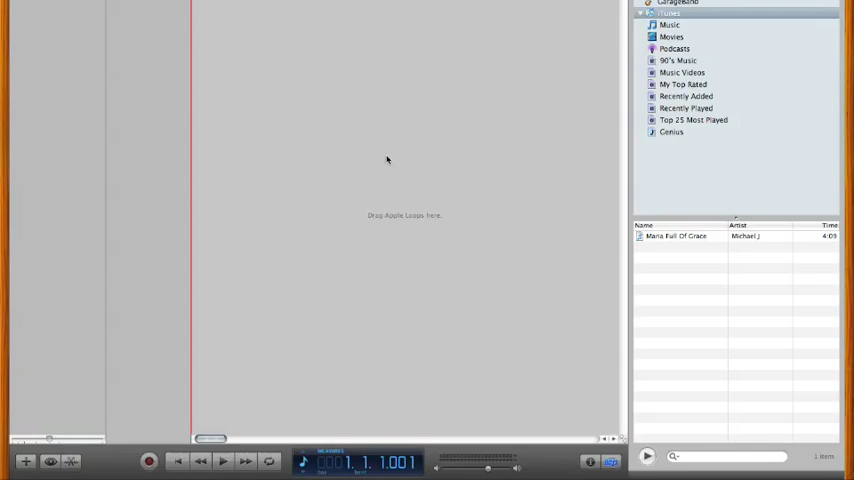 GarageBand
iTunes
Music
Movies
Podcasts
90's Music
Music Videos
My Top Rated
Recently Added
Recently Played
Top 25 Most Played
Genius
Drag Apple Loops here.
Name Artist Time
Maria Full Of Grace Michael J 4:09
MEASURES
1. 1. 1.001
1 item